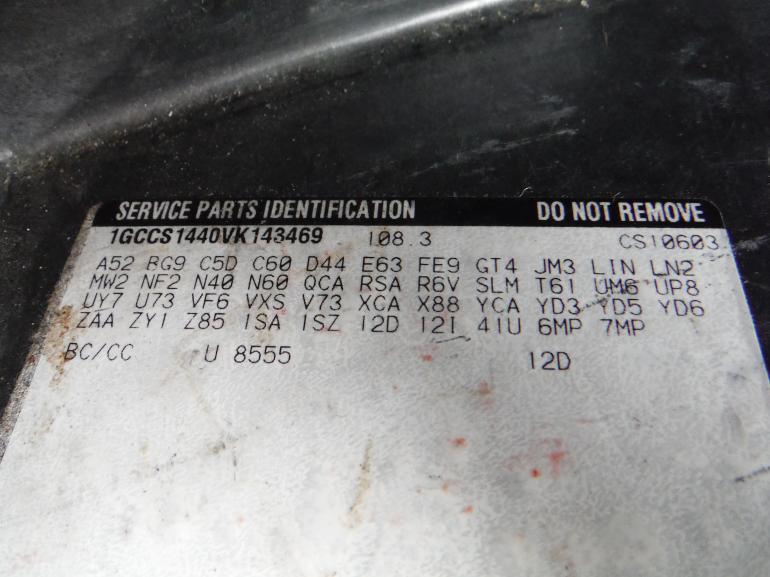 SERVICE PARTS IDENTIFICATION DO NOT REMOVE
1GCCS1440VK143469 108.3 CS10603
A52 BG9 C5D C60 D44 E63 FE9 GT4 JM3 L1N LN2
MW2 NF2 N40 N60 QCA RSA R6V SLM T61 UM6 UP8
UY7 U73 VF6 VXS V73 XCA X88 YCA YD3 YD5 YD6
ZAA ZY1 Z85 1SA 1SZ 12D 12I 41U 6MP 7MP
BC/CC U 8555 12D